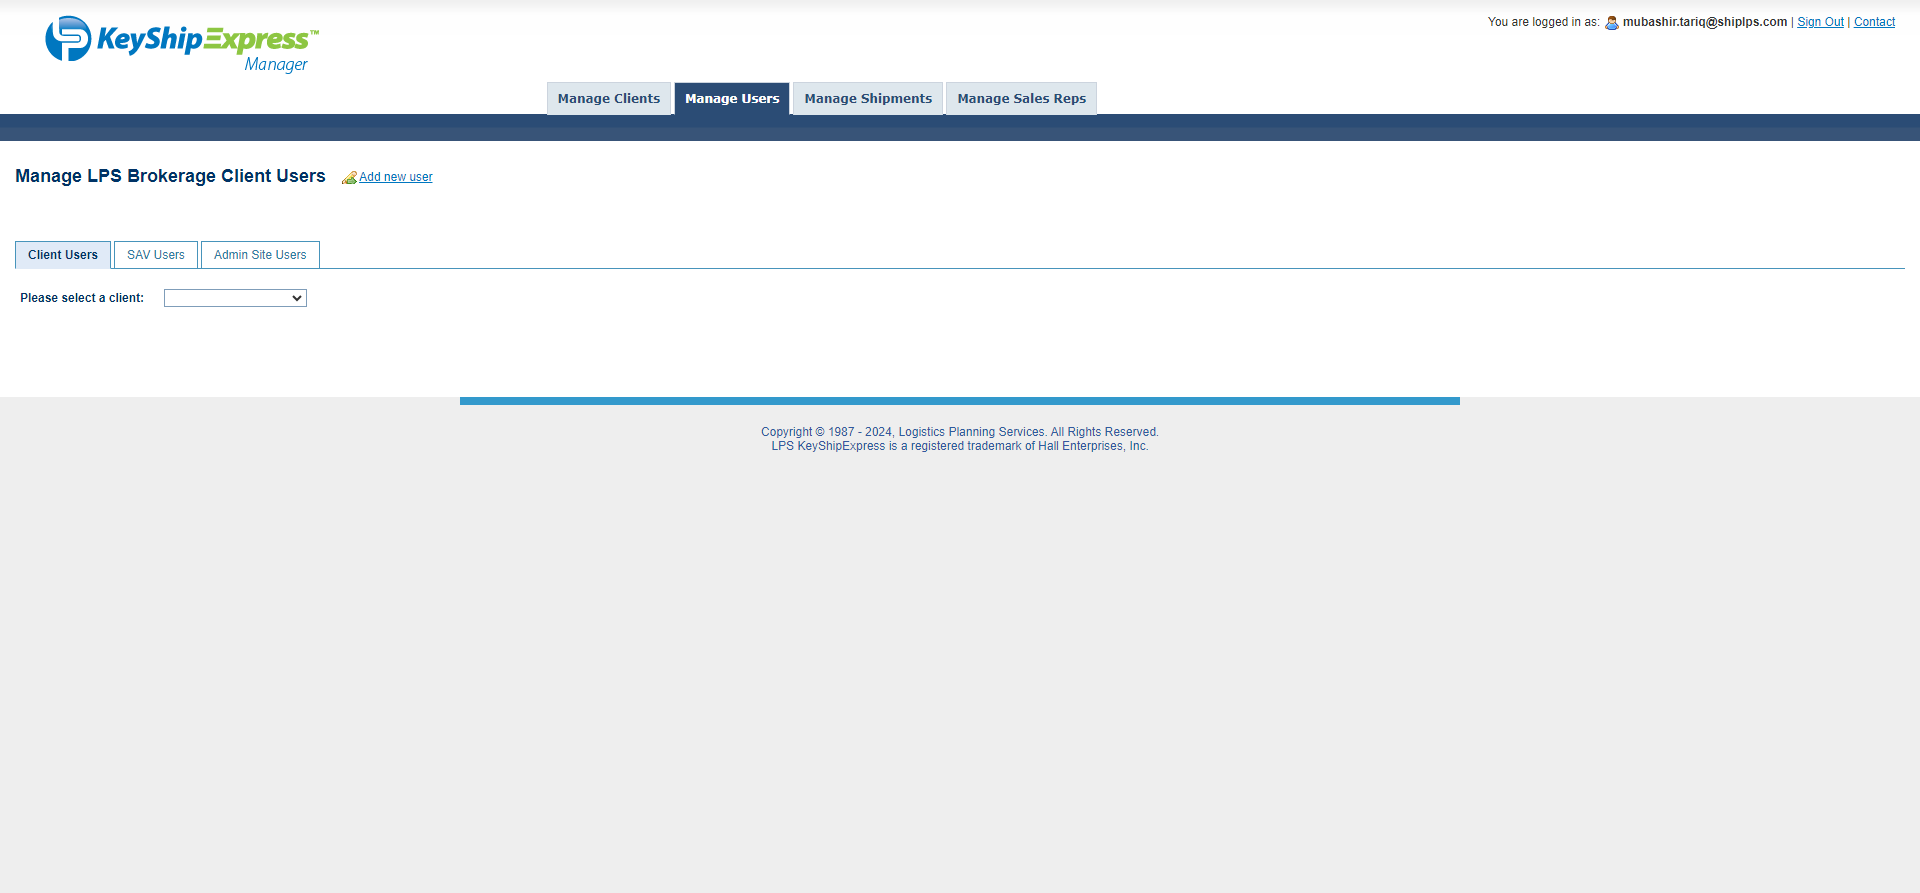 KeyShipExpress™
Manager
You are logged in as: mubashir.tariq@shiplps.com | Sign Out | Contact
Manage Clients
Manage Users
Manage Shipments
Manage Sales Reps
Manage LPS Brokerage Client Users
Add new user
Client Users
SAV Users
Admin Site Users
Please select a client:
Copyright © 1987 - 2024, Logistics Planning Services. All Rights Reserved.
LPS KeyShipExpress is a registered trademark of Hall Enterprises, Inc.